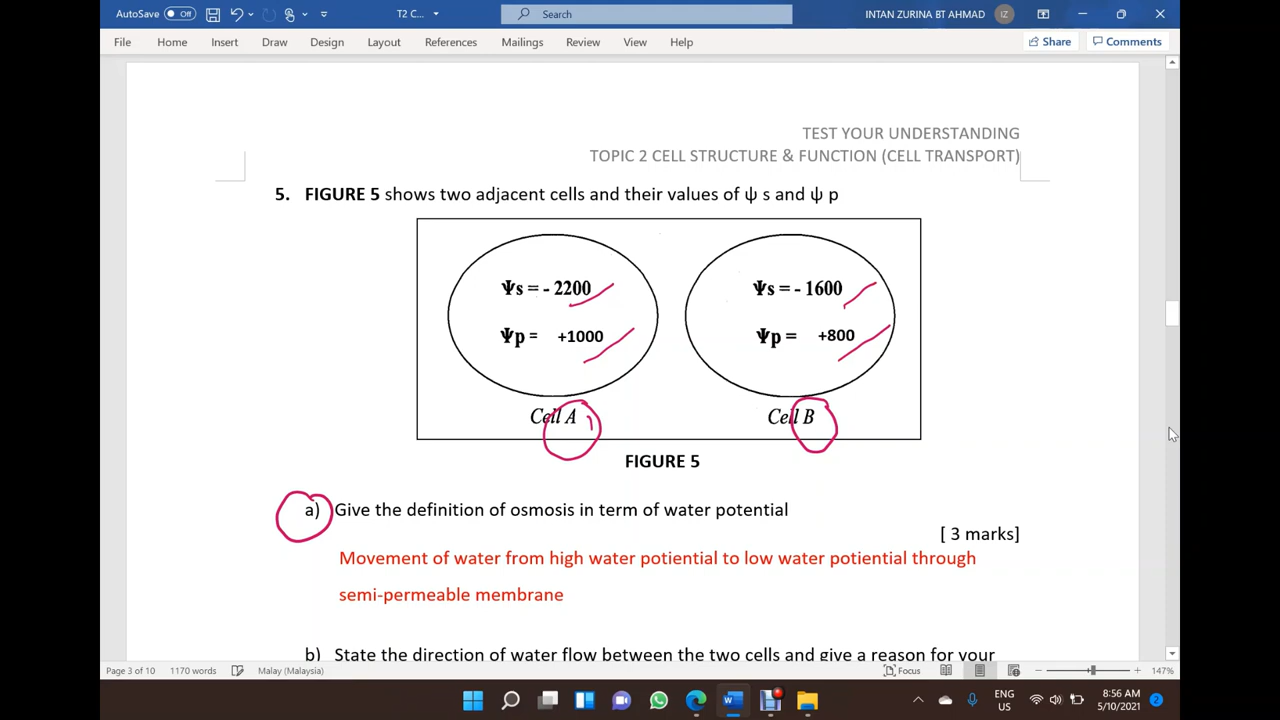 AutoSave Off T2 C... Search INTAN ZURINA BT AHMAD IZ
File Home Insert Draw Design Layout References Mailings Review View Help Share Comments
TEST YOUR UNDERSTANDING
TOPIC 2 CELL STRUCTURE & FUNCTION (CELL TRANSPORT)
5. FIGURE 5 shows two adjacent cells and their values of ψ s and ψ p
Ψs = - 2200 Ψs = - 1600
Ψp = +1000 Ψp = +800
Cell A Cell B
FIGURE 5
a) Give the definition of osmosis in term of water potential
[ 3 marks]
Movement of water from high water potiential to low water potiential through
semi-permeable membrane
b) State the direction of water flow between the two cells and give a reason for your
Page 3 of 10 1170 words Malay (Malaysia) Focus 147%
ENG 8:56 AM
US 5/10/2021 2